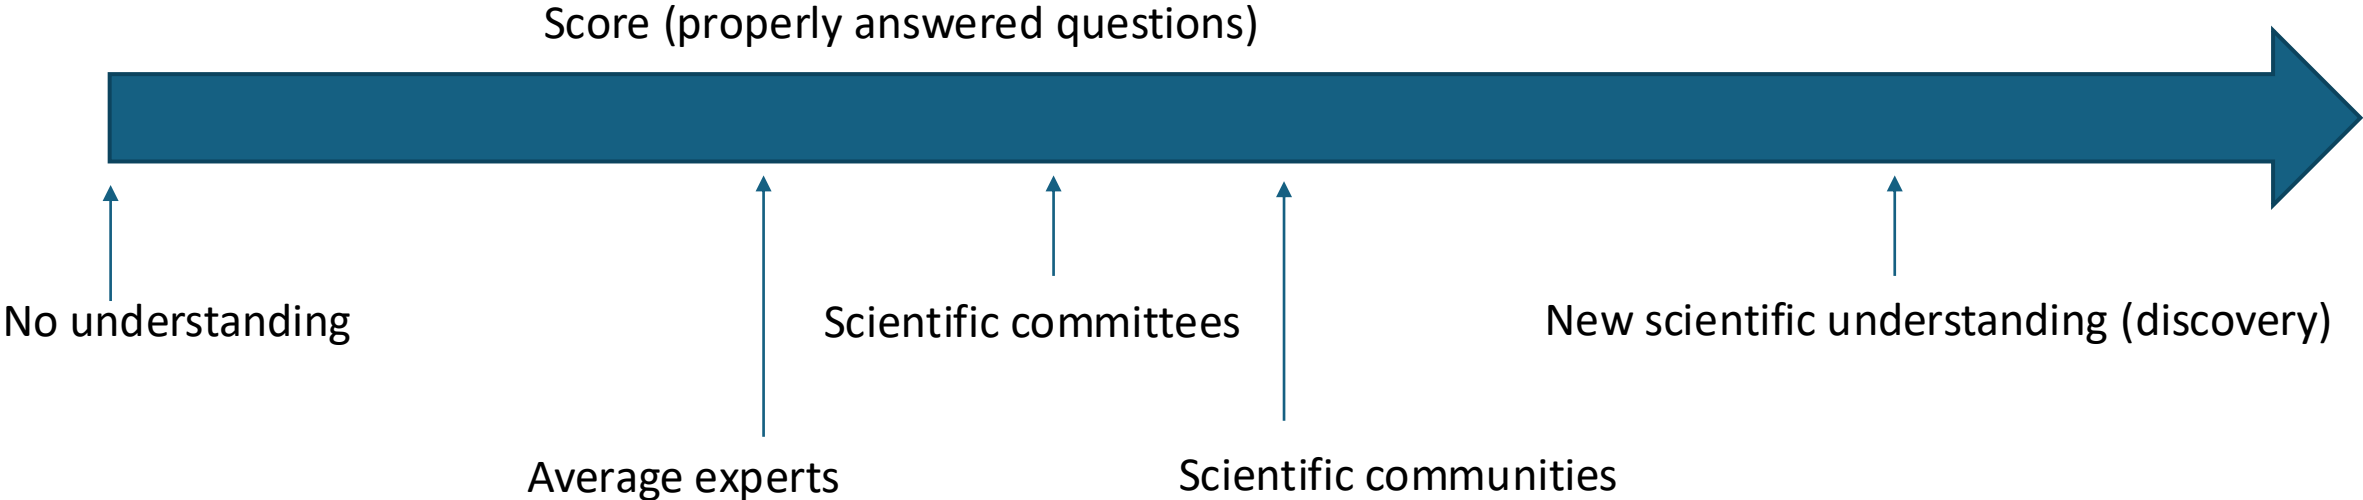 Score (properly answered questions)
No understanding
Scientific committees
New scientific understanding (discovery)
Average experts
Scientific communities